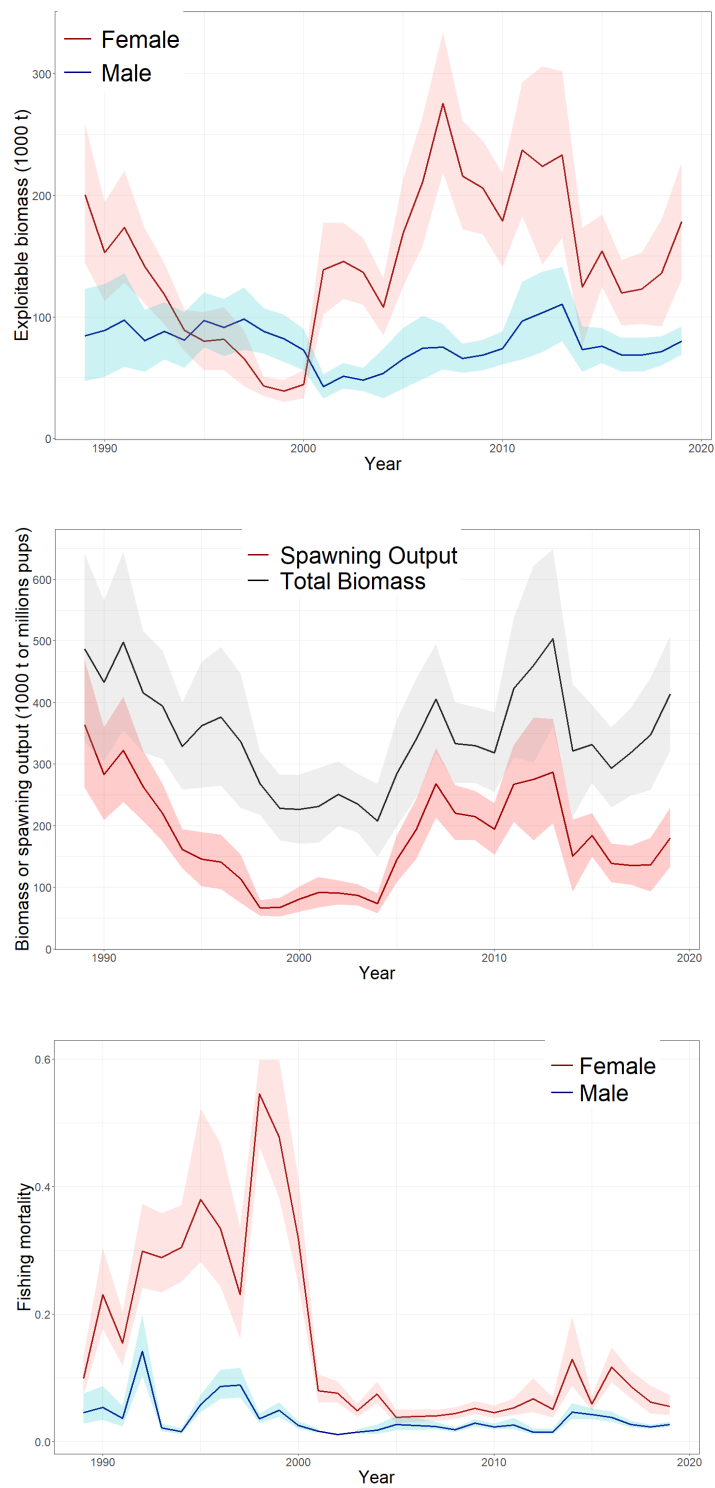 Female
Male
300
200
100
0
Exploitable biomass (1000 t)
1990
2000
2010
2020
Year
Spawning Output
Total Biomass
600
500
400
300
200
100
0
Biomass or spawning output (1000 t or millions pups)
1990
2000
2010
2020
Year
Female
Male
0.6
0.4
0.2
0.0
Fishing mortality
1990
2000
2010
2020
Year